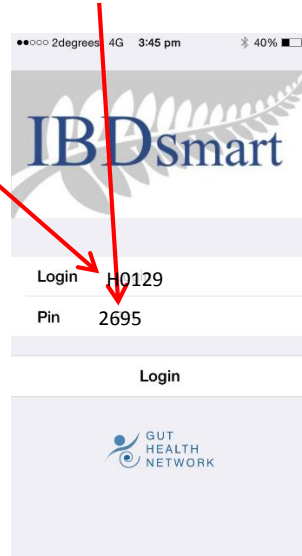 2degrees 4G 3:45 pm 40%
IBDsmart
Login H0129
Pin 2695
Login
GUT
HEALTH
NETWORK